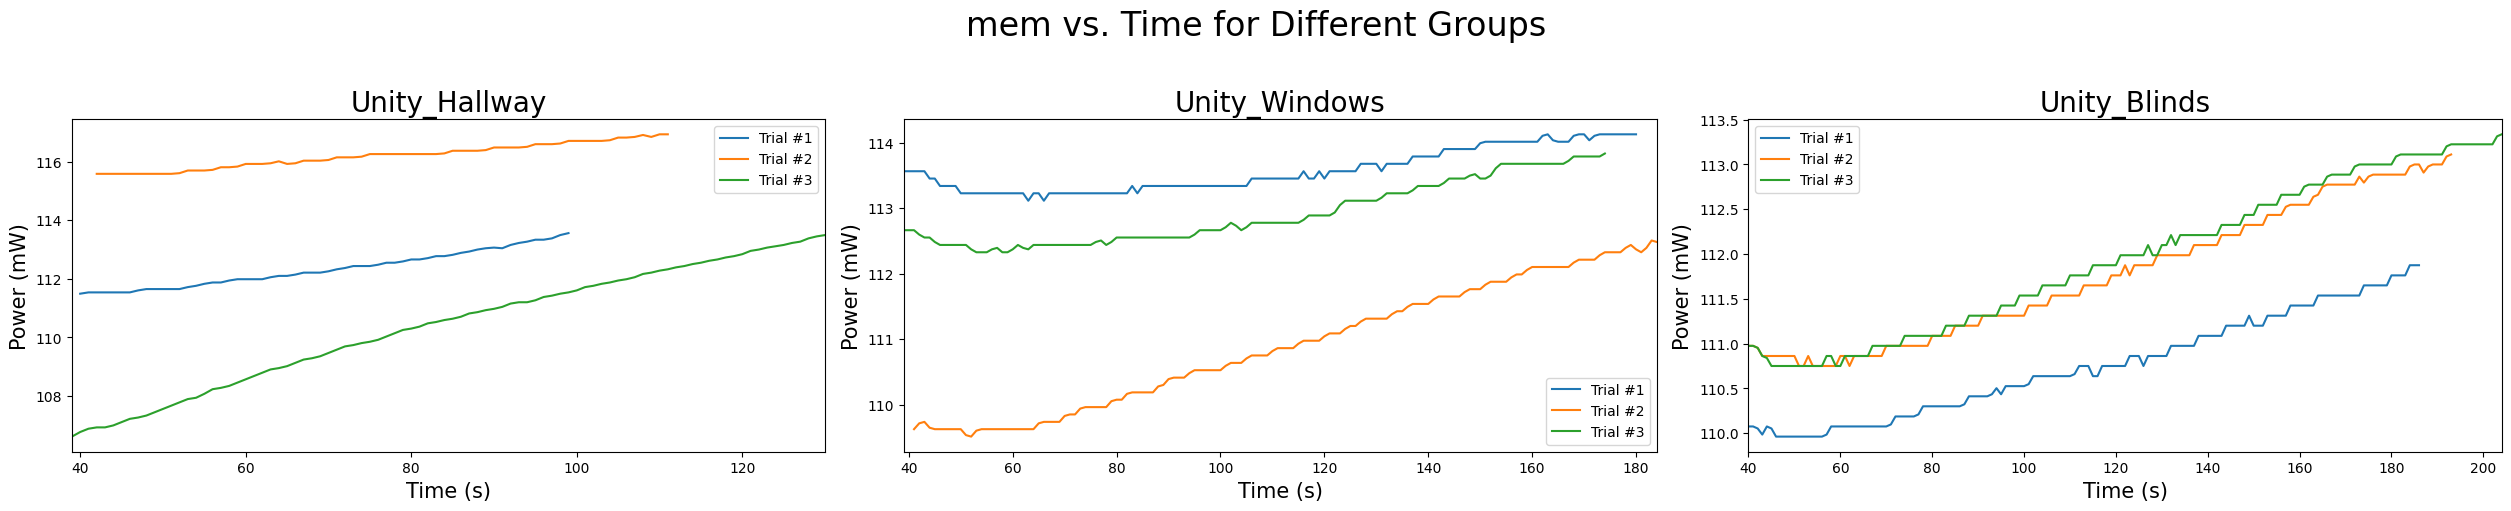 mem vs. Time for Different Groups
Unity_Hallway
Power (mW)
116
114
112
110
108
Trial #1
Trial #2
Trial #3
40 60 80 100 120
Time (s)
Unity_Windows
Power (mW)
114
113
112
111
110
Trial #1
Trial #2
Trial #3
40 60 80 100 120 140 160 180
Time (s)
Unity_Blinds
Power (mW)
113.5
113.0
112.5
112.0
111.5
111.0
110.5
110.0
Trial #1
Trial #2
Trial #3
40 60 80 100 120 140 160 180 200
Time (s)